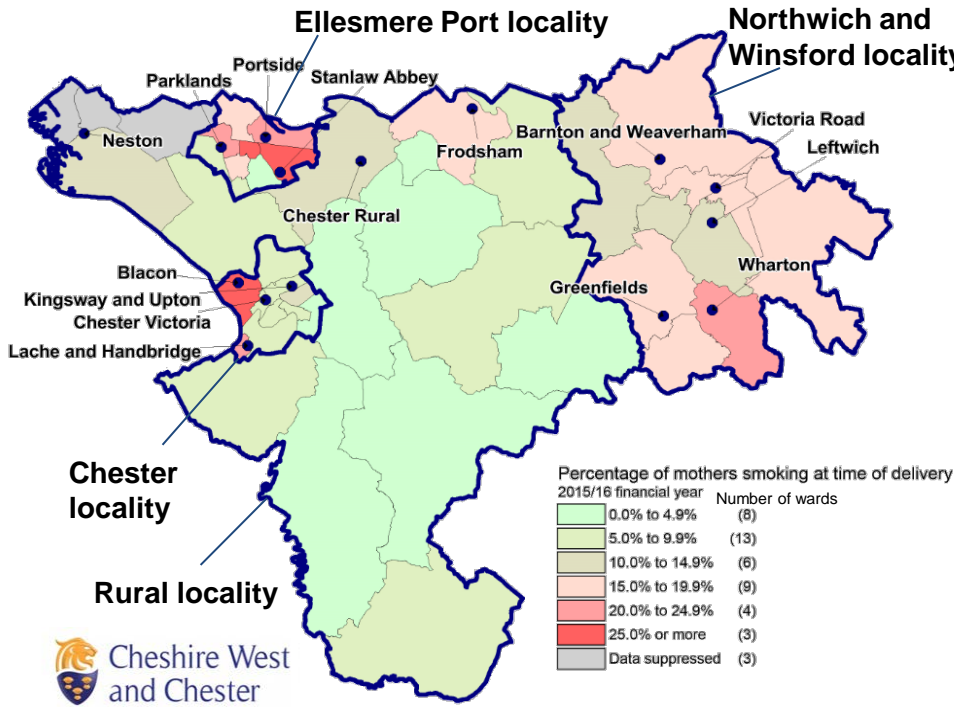 Ellesmere Port locality
Northwich and
Winsford locality
Parklands
Portside
Stanlaw Abbey
Neston
Frodsham
Barnton and Weaverham
Victoria Road
Leftwich
Chester Rural
Blacon
Kingsway and Upton
Chester Victoria
Lache and Handbridge
Greenfields
Wharton
Chester
locality
Rural locality
Percentage of mothers smoking at time of delivery
2015/16 financial year Number of wards
0.0% to 4.9% (8)
5.0% to 9.9% (13)
10.0% to 14.9% (6)
15.0% to 19.9% (9)
20.0% to 24.9% (4)
25.0% or more (3)
Data suppressed (3)
Cheshire West
and Chester